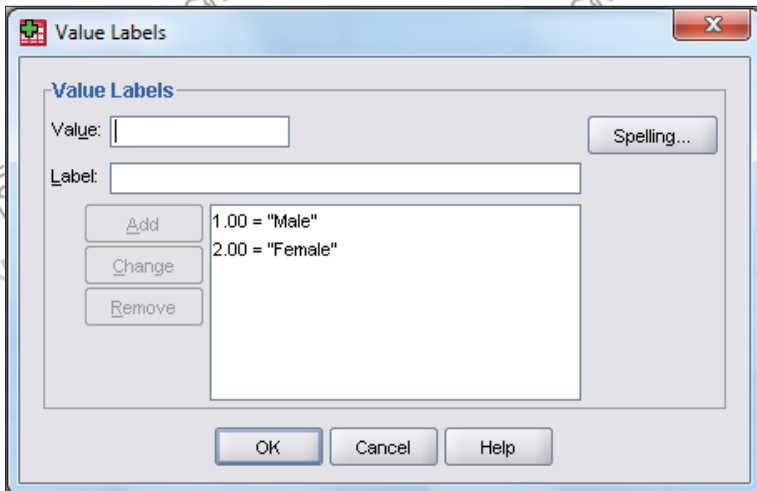 Value Labels
Value Labels
Value:
Spelling...
Label:
Add
1.00 = "Male"
Change
2.00 = "Female"
Remove
OK Cancel Help